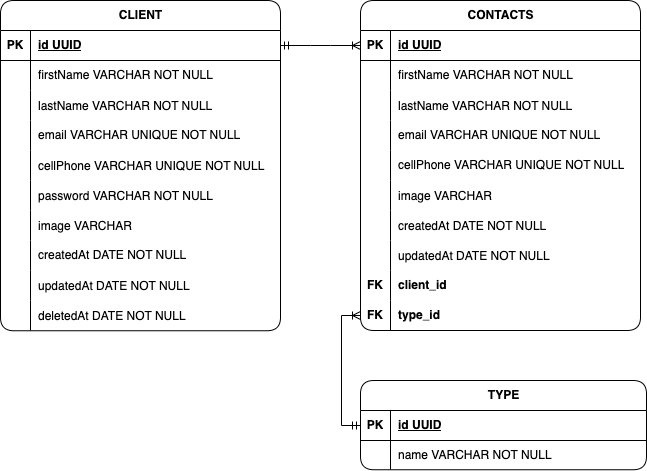 CLIENT
PK id UUID
firstName VARCHAR NOT NULL
lastName VARCHAR NOT NULL
email VARCHAR UNIQUE NOT NULL
cellPhone VARCHAR UNIQUE NOT NULL
password VARCHAR NOT NULL
image VARCHAR
createdAt DATE NOT NULL
updatedAt DATE NOT NULL
deletedAt DATE NOT NULL
CONTACTS
PK id UUID
firstName VARCHAR NOT NULL
lastName VARCHAR NOT NULL
email VARCHAR UNIQUE NOT NULL
cellPhone VARCHAR UNIQUE NOT NULL
image VARCHAR
createdAt DATE NOT NULL
updatedAt DATE NOT NULL
FK client_id
FK type_id
TYPE
PK id UUID
name VARCHAR NOT NULL